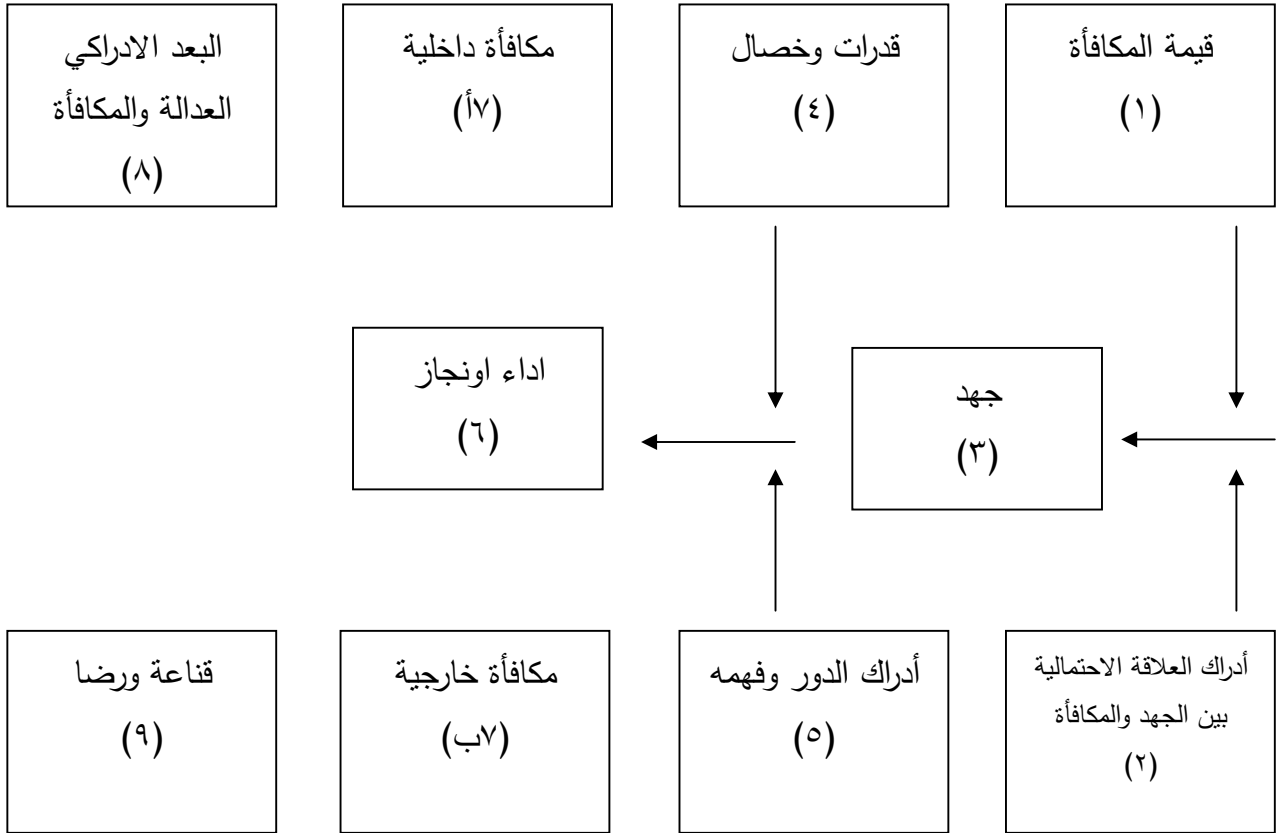 قيمة المكافأة
(١)
قدرات وخصال
(٤)
مكافأة داخلية
(٧أ)
البعد الادراكي
العدالة والمكافأة
(٨)
جهد
(٣)
اداء اونجاز
(٦)
أدراك العلاقة الاحتمالية
بين الجهد والمكافأة
(٢)
أدراك الدور وفهمه
(٥)
مكافأة خارجية
(٧ب)
قناعة ورضا
(٩)